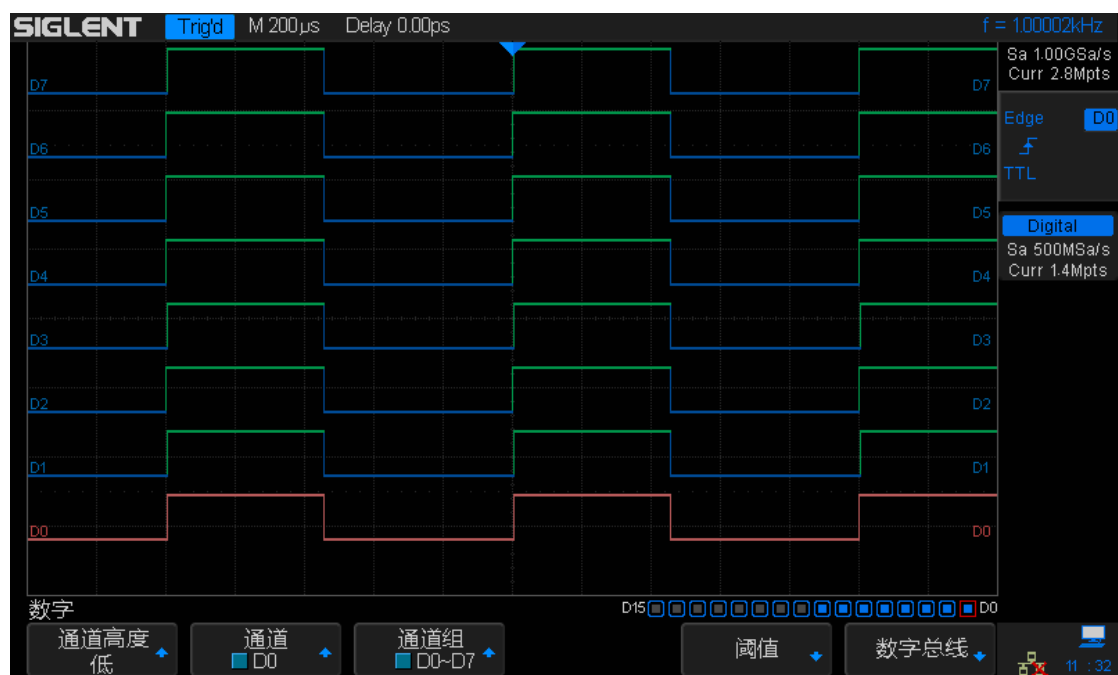 SIGLENT Trig'd M 200µs Delay 0.00ps f = 1.00002kHz
Sa 1.00GSa/s
Curr 2.8Mpts
Edge D0
TTL
Digital
Sa 500MSa/s
Curr 1.4Mpts
D7 D7
D6 D6
D5 D5
D4 D4
D3 D3
D2 D2
D1 D1
D0 D0
数字 D15 D0
通道高度 通道 通道组 阈值 数字总线
低 D0 D0~D7
11 : 32